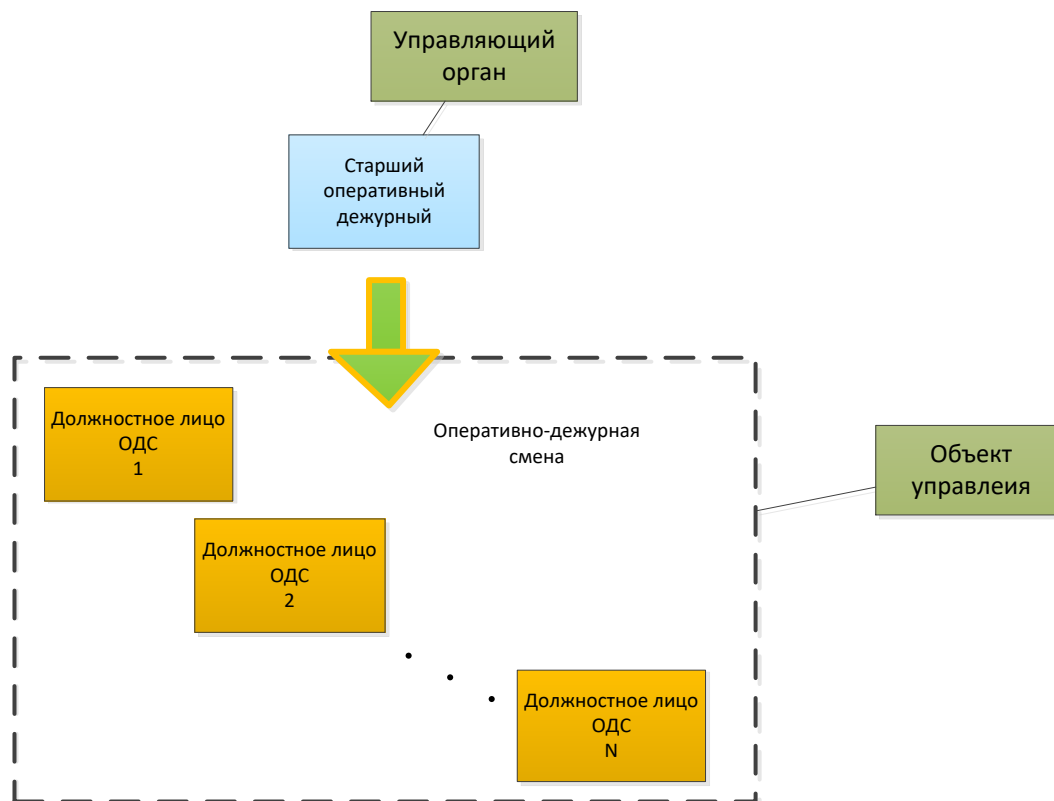 Управляющий
орган
Старший
оперативный
дежурный
Должностное лицо
ОДС
1
Оперативно-дежурная
смена
Объект
управлеия
Должностное лицо
ОДС
2
Должностное лицо
ОДС
N